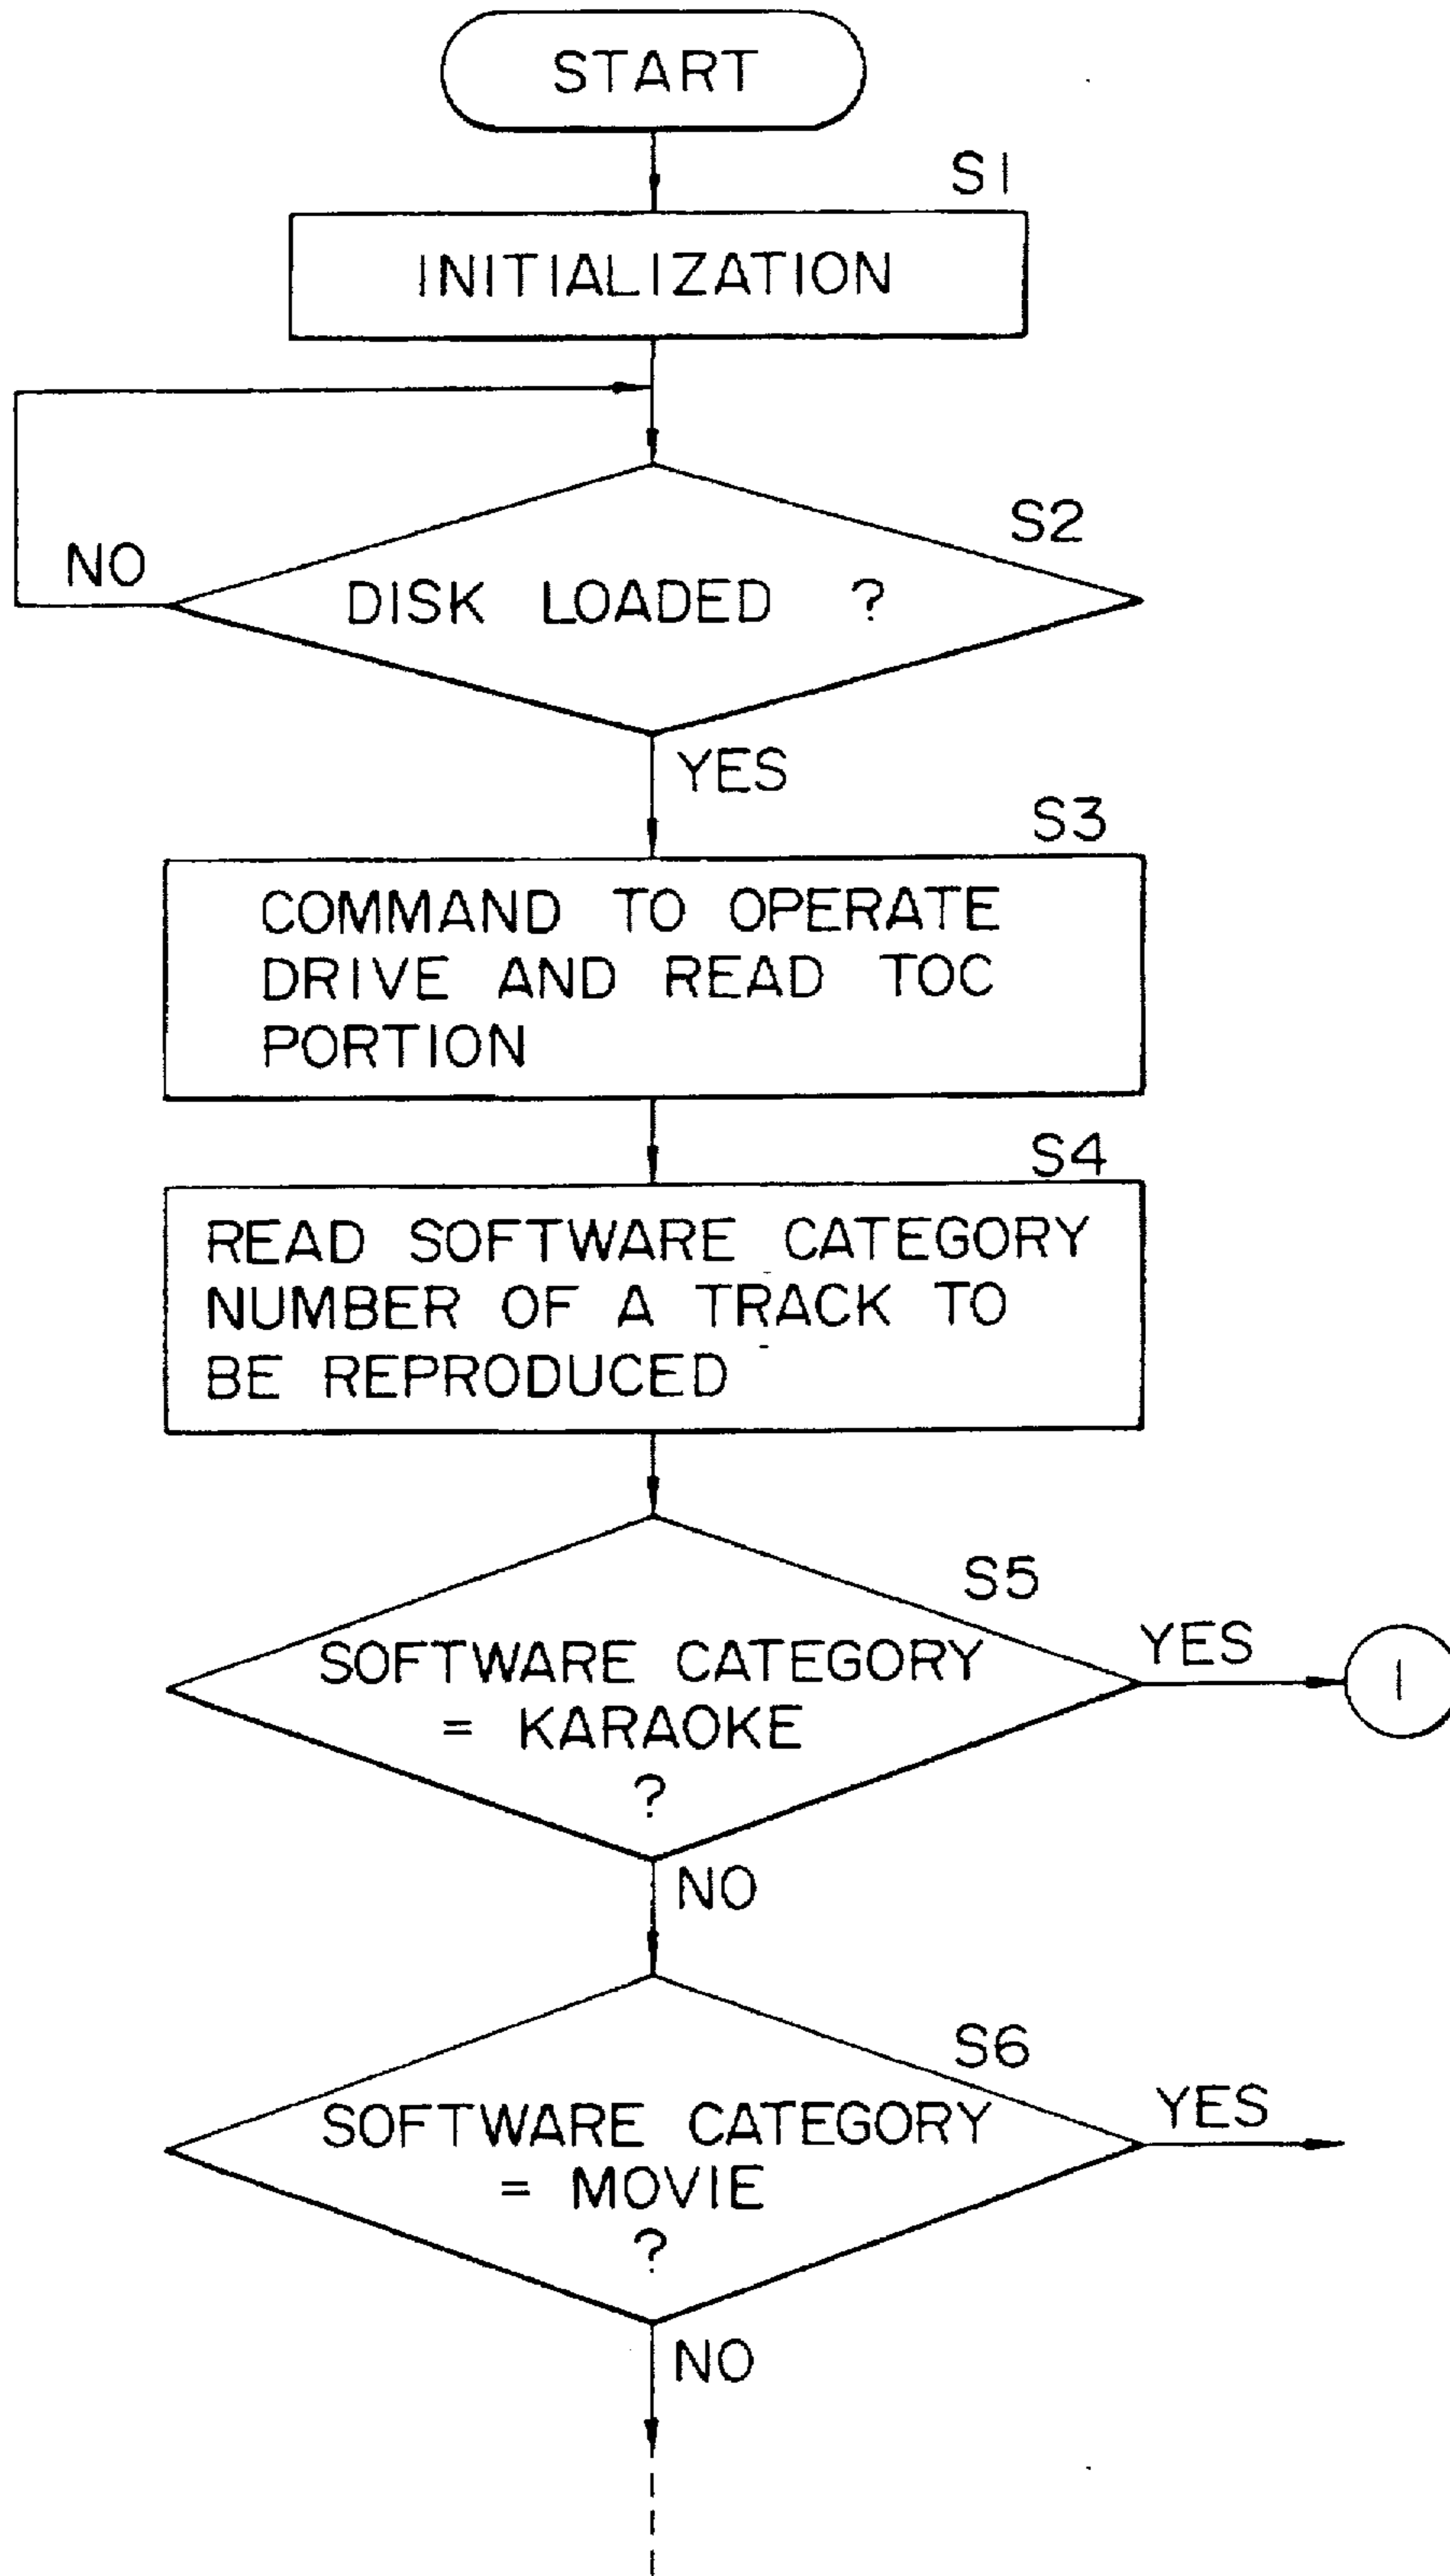 START
S1
INITIALIZATION
S2
NO
DISK LOADED ?
YES
S3
COMMAND TO OPERATE
DRIVE AND READ TOC
PORTION
S4
READ SOFTWARE CATEGORY
NUMBER OF A TRACK TO
BE REPRODUCED
S5
YES
SOFTWARE CATEGORY
= KARAOKE
?
1
NO
S6
YES
SOFTWARE CATEGORY
= MOVIE
?
NO